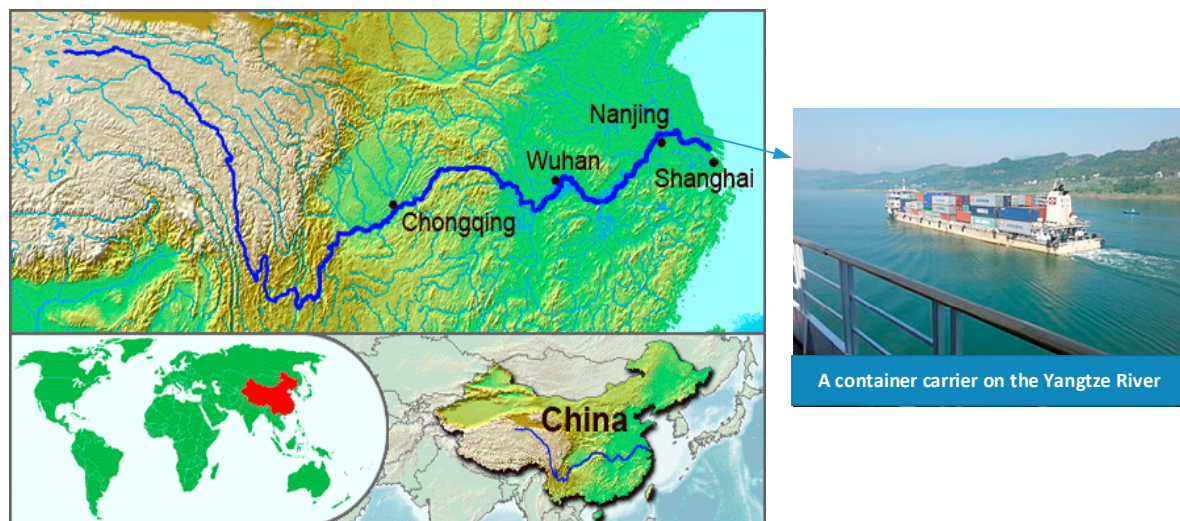 Nanjing
Wuhan
Shanghai
Chongqing
China
A container carrier on the Yangtze River